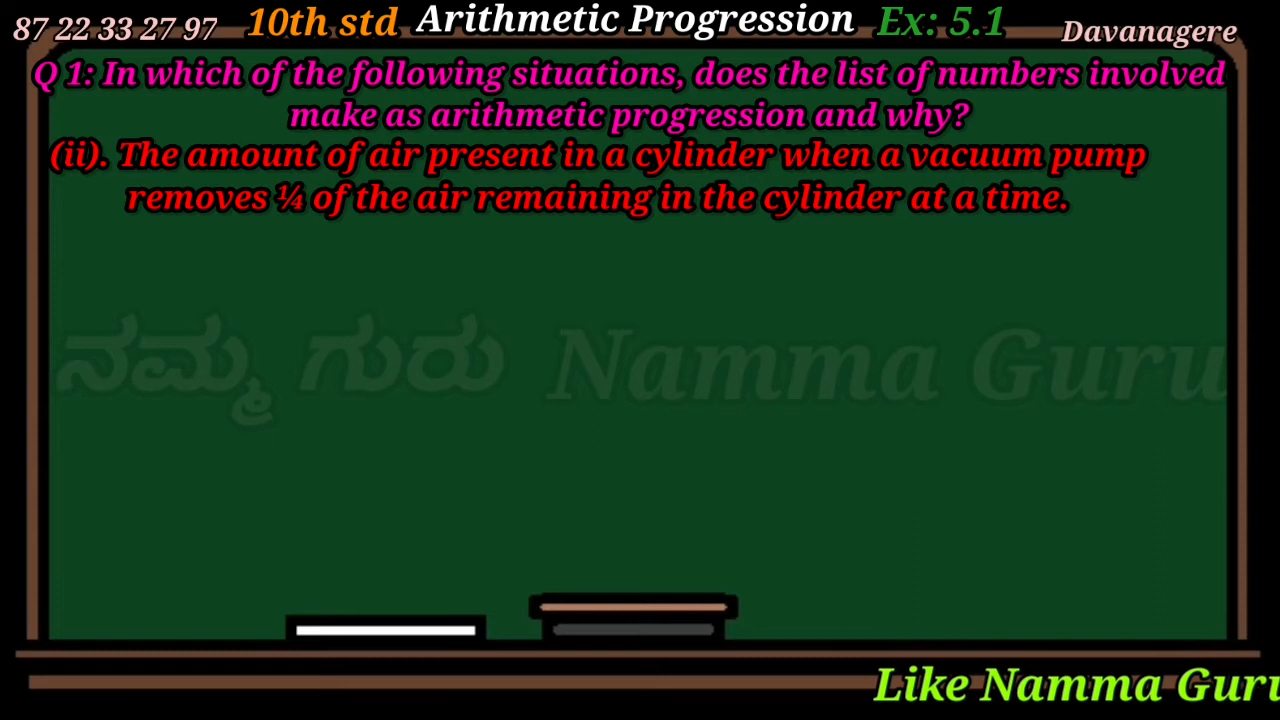 87 22 33 27 97 10th std Arithmetic Progression Ex: 5.1 Davanagere
Q 1: In which of the following situations, does the list of numbers involved
make as arithmetic progression and why?
(ii). The amount of air present in a cylinder when a vacuum pump
removes ¼ of the air remaining in the cylinder at a time.
ನಮ್ಮ ಗುರು Namma Guru
Like Namma Guru